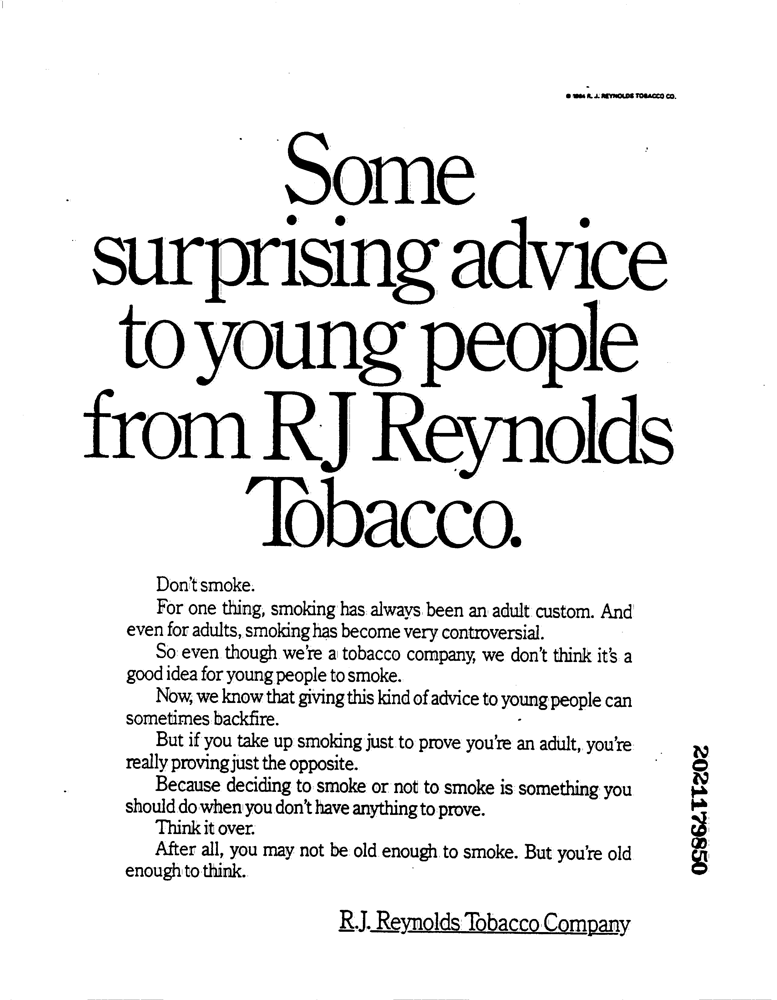 © 1984 R. J. REYNOLDS TOBACCO CO.
Some
surprising advice
to young people
from RJ Reynolds
Tobacco.
Don't smoke.
For one thing, smoking has always been an adult custom. And
even for adults, smoking has become very controversial.
So even though we're a tobacco company, we don't think it's a
good idea for young people to smoke.
Now, we know that giving this kind of advice to young people can
sometimes backfire.
But if you take up smoking just to prove you're an adult, you're
really proving just the opposite.
Because deciding to smoke or not to smoke is something you
should do when you don't have anything to prove.
Think it over.
After all, you may not be old enough to smoke. But you're old
enough to think.
R.J. Reynolds Tobacco Company
2021179850